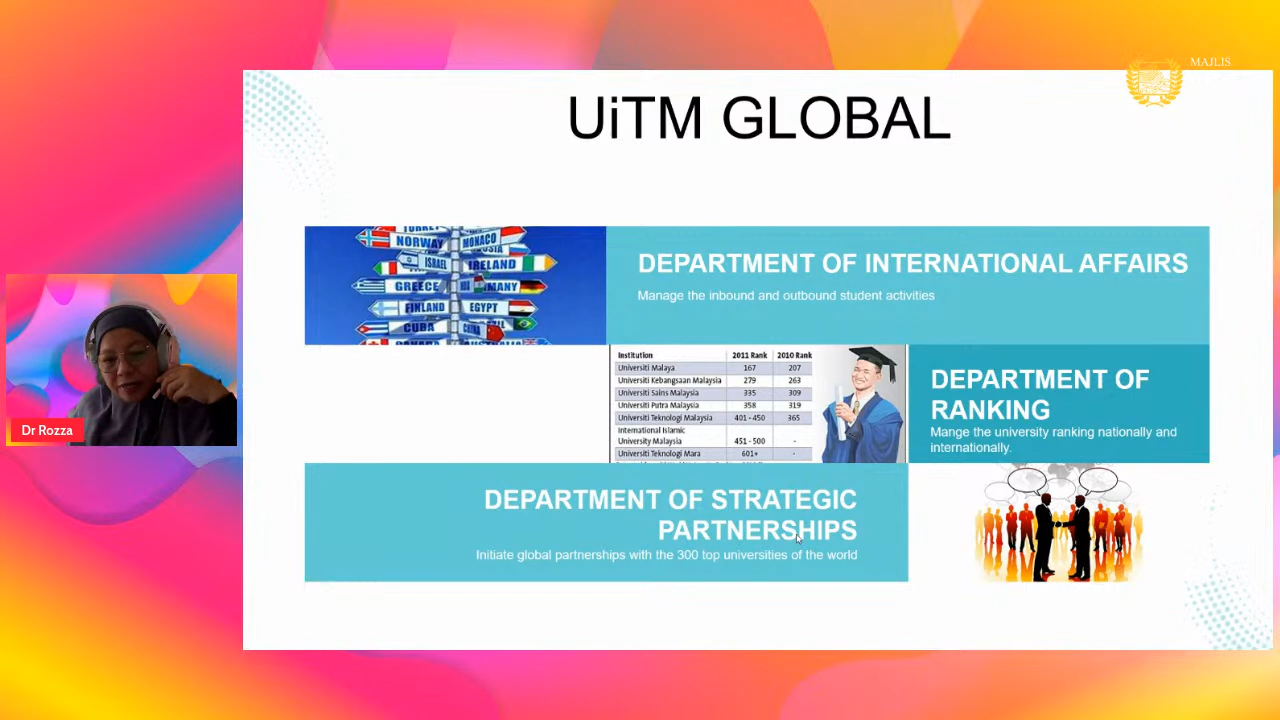 MAJLIS
UiTM GLOBAL
NORWAY
MONACO
ISRAEL
IRELAND
GREECE
FINLAND
EGYPT
CUBA
DEPARTMENT OF INTERNATIONAL AFFAIRS
Manage the inbound and outbound student activities
Institution 2011 Rank 2010 Rank
Universiti Malaya 167 207
Universiti Kebangsaan Malaysia 279 263
Universiti Sains Malaysia 335 309
Universiti Putra Malaysia 358 319
Universiti Teknologi Malaysia 401 - 450 365
International Islamic
University Malaysia 451 - 500 -
Universiti Teknologi Mara 601+ -
DEPARTMENT OF
RANKING
Mange the university ranking nationally and
internationally.
DEPARTMENT OF STRATEGIC
PARTNERSHIPS
Initiate global partnerships with the 300 top universities of the world
Dr Rozza